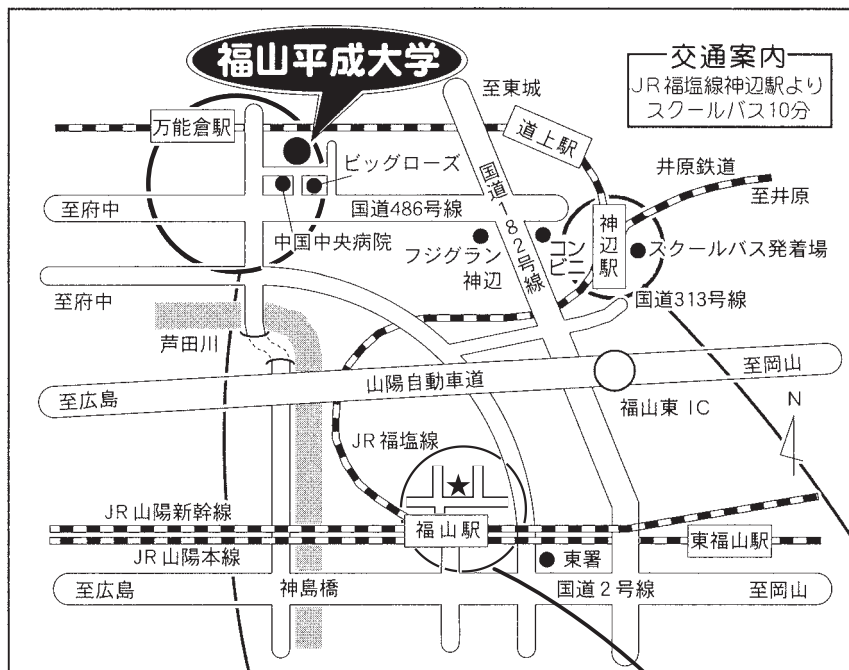 福山平成大学
交通案内
JR福塩線神辺駅より
スクールバス10分
至東城
万能倉駅
道上駅
井原鉄道
至井原
ビッグローズ
国道182号線
至府中
国道486号線
神辺駅
中国中央病院
フジグラン
神辺
コンビニ
スクールバス発着場
至府中
国道313号線
芦田川
山陽自動車道
至岡山
至広島
福山東IC
N
JR福塩線
★
JR山陽新幹線
福山駅
東福山駅
JR山陽本線
東署
至広島
神島橋
国道2号線
至岡山